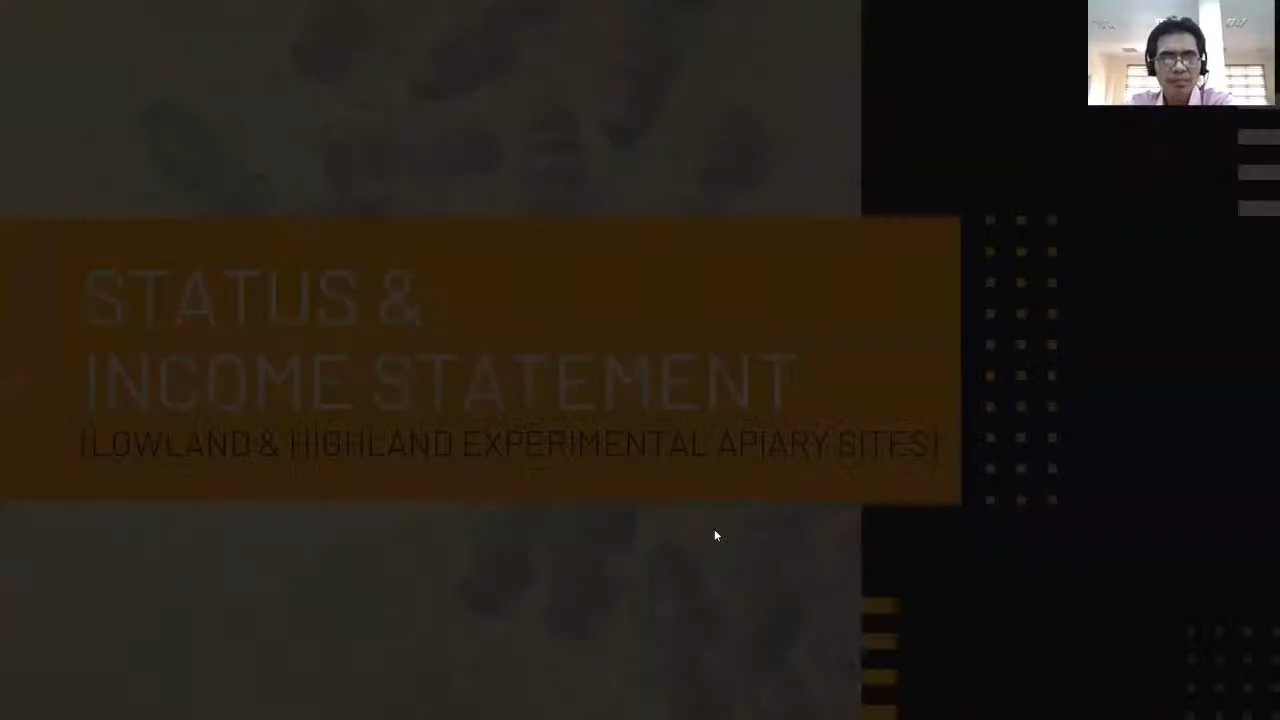 STATUS &
INCOME STATEMENT
(LOWLAND & HIGHLAND EXPERIMENTAL APIARY SITES)